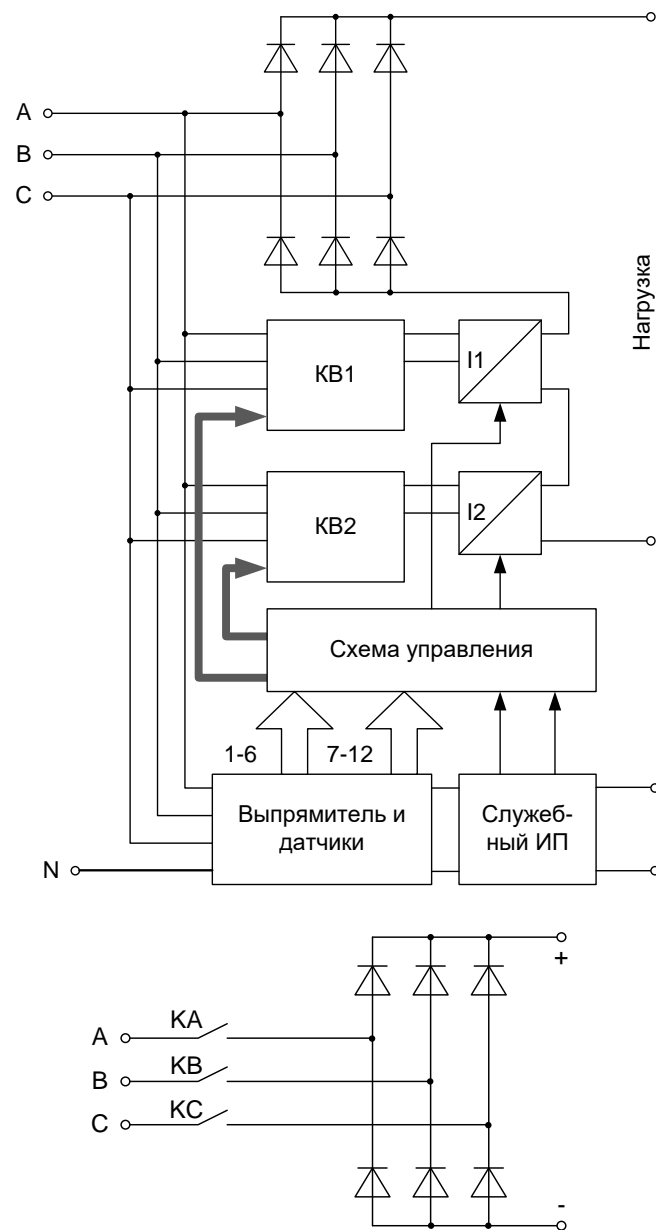 A
B
C
Нагрузка
КВ1
I1
КВ2
I2
Схема управления
1-6
7-12
Выпрямитель и
датчики
Служеб-
ный ИП
N
+
A
KA
B
KB
C
KC
-